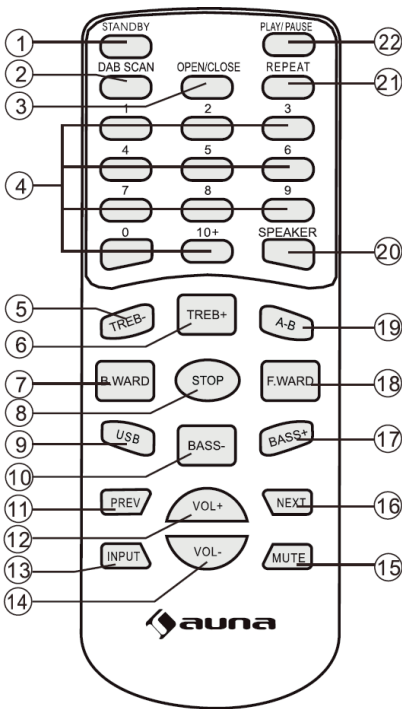 STANDBY PLAY/PAUSE
1 22
DAB SCAN OPEN/CLOSE REPEAT
2 21
3
1 2 3
4 5 6
4
7 8 9
0 10+ SPEAKER
20
5 TREB- TREB+ A-B 19
6
7 B.WARD STOP F.WARD 18
8
9 USB BASS- BASS+ 17
10
11 PREV VOL+ NEXT 16
12
13 INPUT VOL- MUTE 15
14
auna